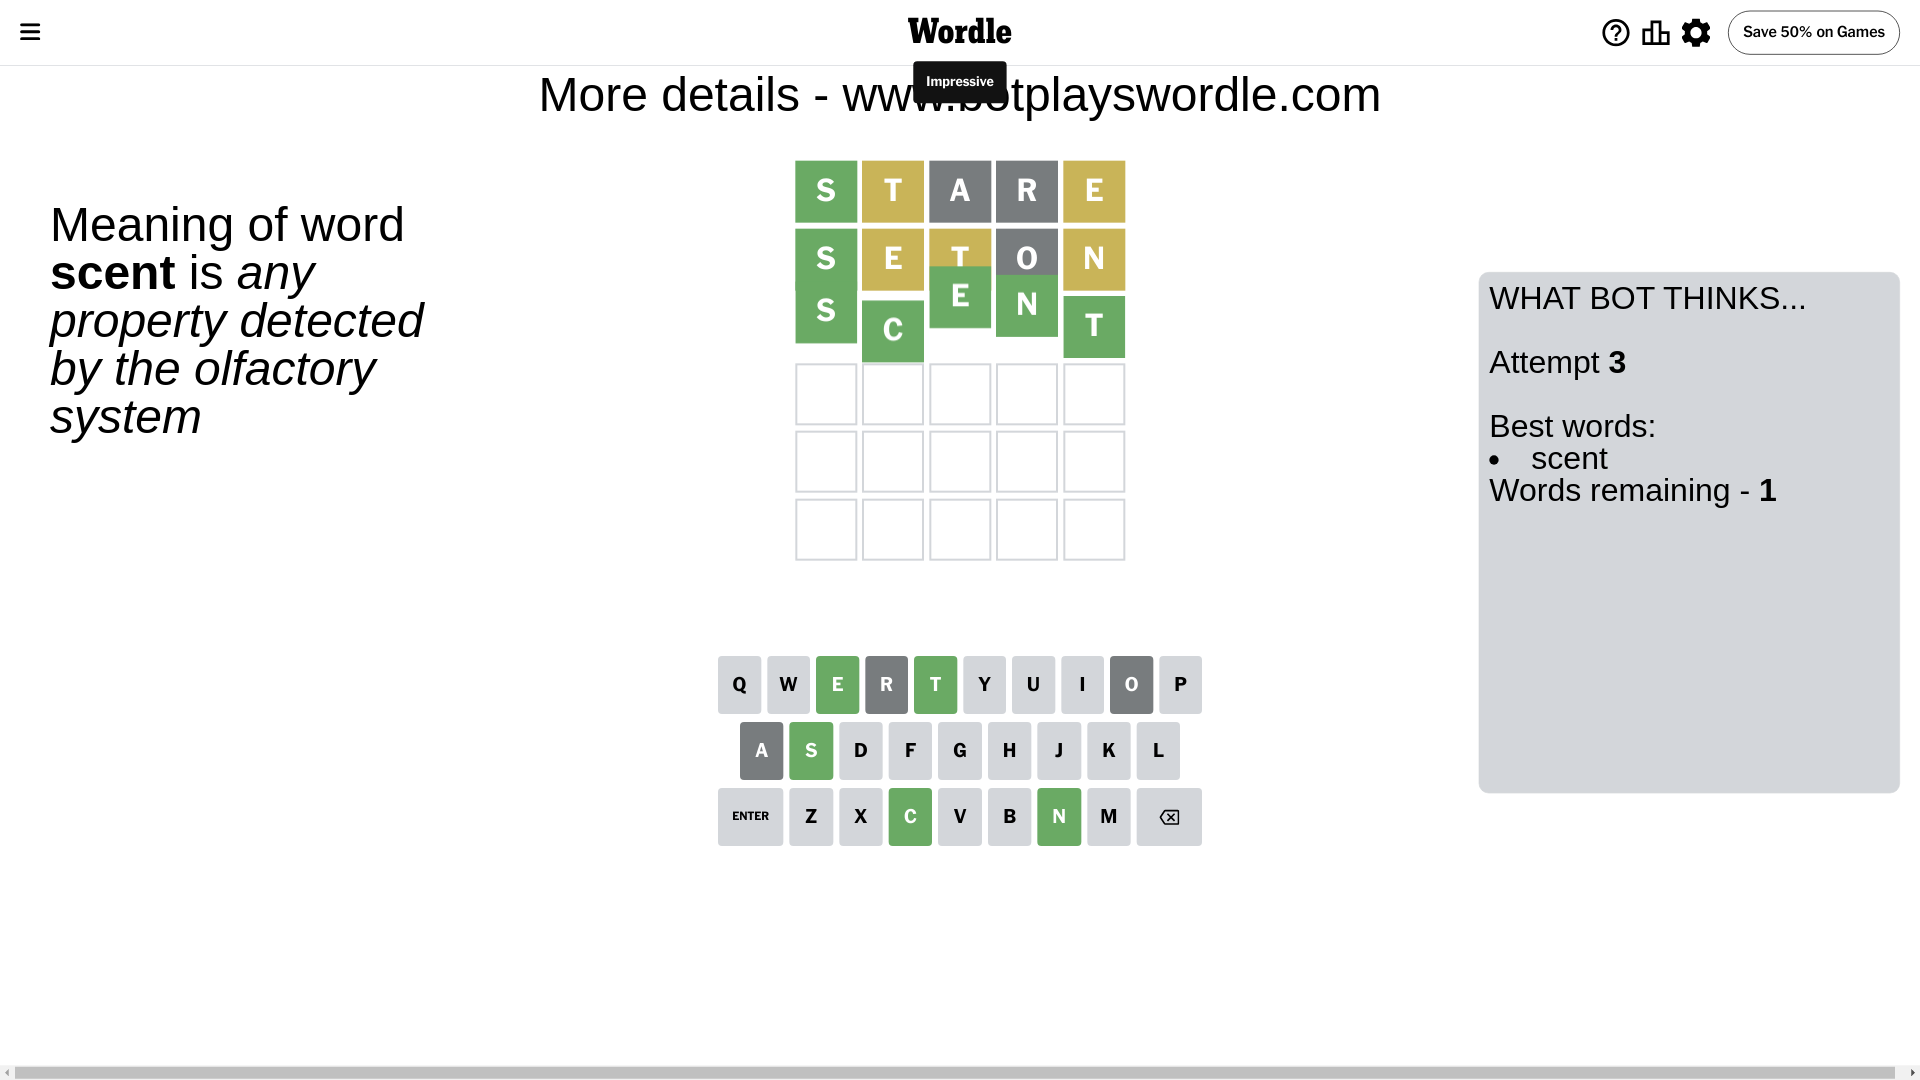 Wordle
Save 50% on Games
Impressive
More details - www.botplayswordle.com
Meaning of word
scent is any
property detected
by the olfactory
system
S T A R E
S E T O N
S C E N T
WHAT BOT THINKS...
Attempt 3
Best words:
• scent
Words remaining - 1
Q W E R T Y U I O P
A S D F G H J K L
ENTER Z X C V B N M